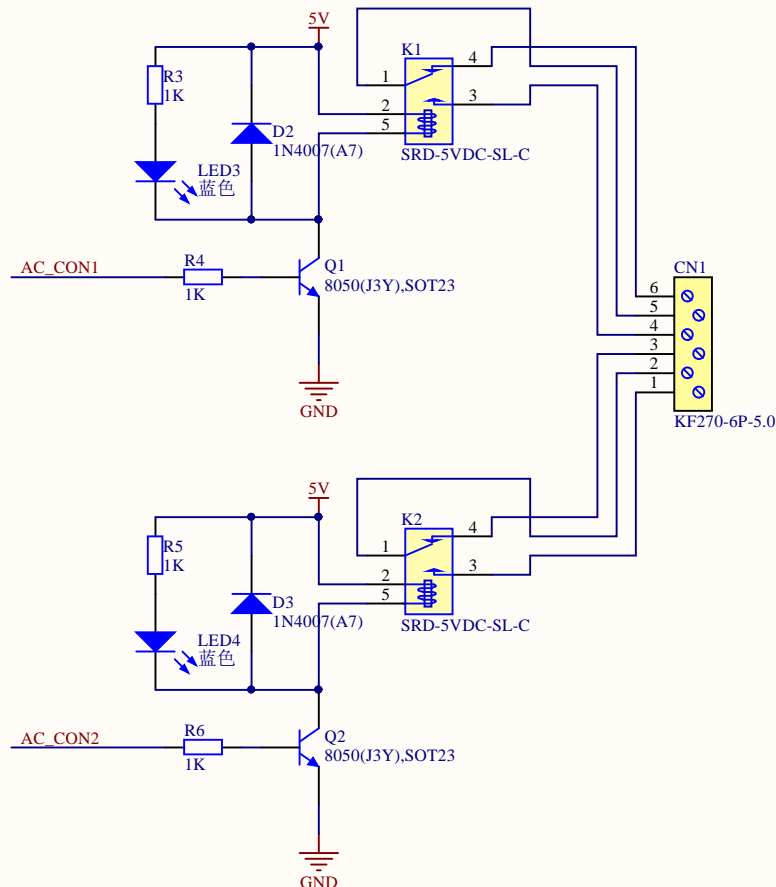 5V
K1
4
1
3
2
5
SRD-5VDC-SL-C
R3
1K
D2
1N4007(A7)
LED3
蓝色
AC_CON1
R4
1K
Q1
8050(J3Y),SOT23
GND
CN1
6
5
4
3
2
1
KF270-6P-5.0
5V
K2
4
1
3
2
5
SRD-5VDC-SL-C
R5
1K
D3
1N4007(A7)
LED4
蓝色
AC_CON2
R6
1K
Q2
8050(J3Y),SOT23
GND